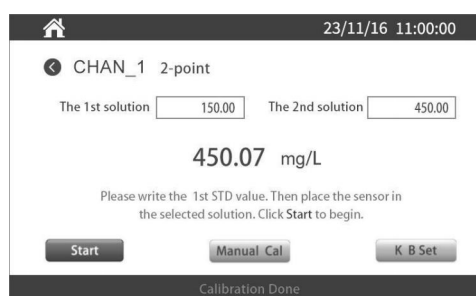 23/11/16 11:00:00
CHAN_1 2-point
The 1st solution 150.00 The 2nd solution 450.00
450.07 mg/L
Please write the 1st STD value. Then place the sensor in
the selected solution. Click Start to begin.
Start Manual Cal K B Set
Calibration Done